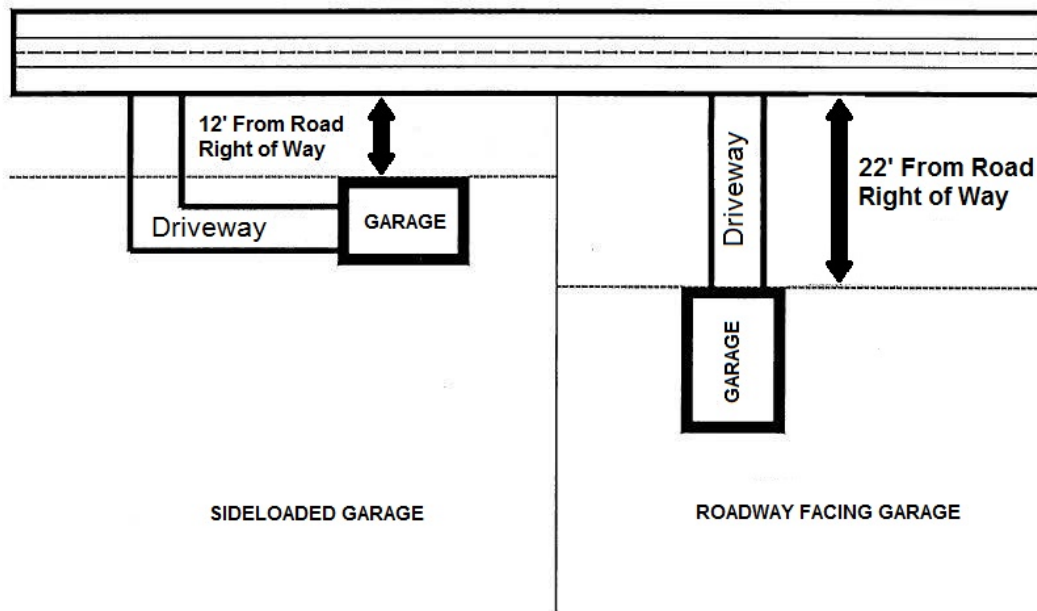 12' From Road
Right of Way
Driveway
GARAGE
SIDELOADED GARAGE
Driveway
22' From Road
Right of Way
GARAGE
ROADWAY FACING GARAGE